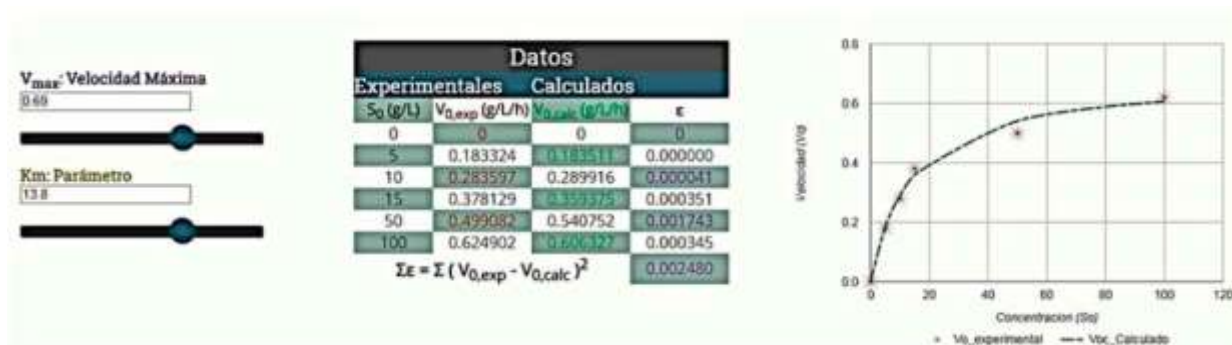 Vmax: Velocidad Máxima
0.69
Km: Parámetro
13.8
Datos
Experimentales Calculados
S0 (g/L) V0,exp (g/L/h) V0,calc (g/L/h) ε
0 0 0 0
5 0.183324 0.183511 0.000000
10 0.283597 0.289916 0.000041
15 0.378129 0.359375 0.000351
50 0.499082 0.540752 0.001743
100 0.624902 0.606327 0.000345
Σε = Σ ( V0,exp - V0,calc )2 0.002480
0.8
0.6
0.4
0.2
0.0
Velocidad (Vo)
0 20 40 60 80 100 120
Concentracion (So)
Vo_experimental Voc_Calculado